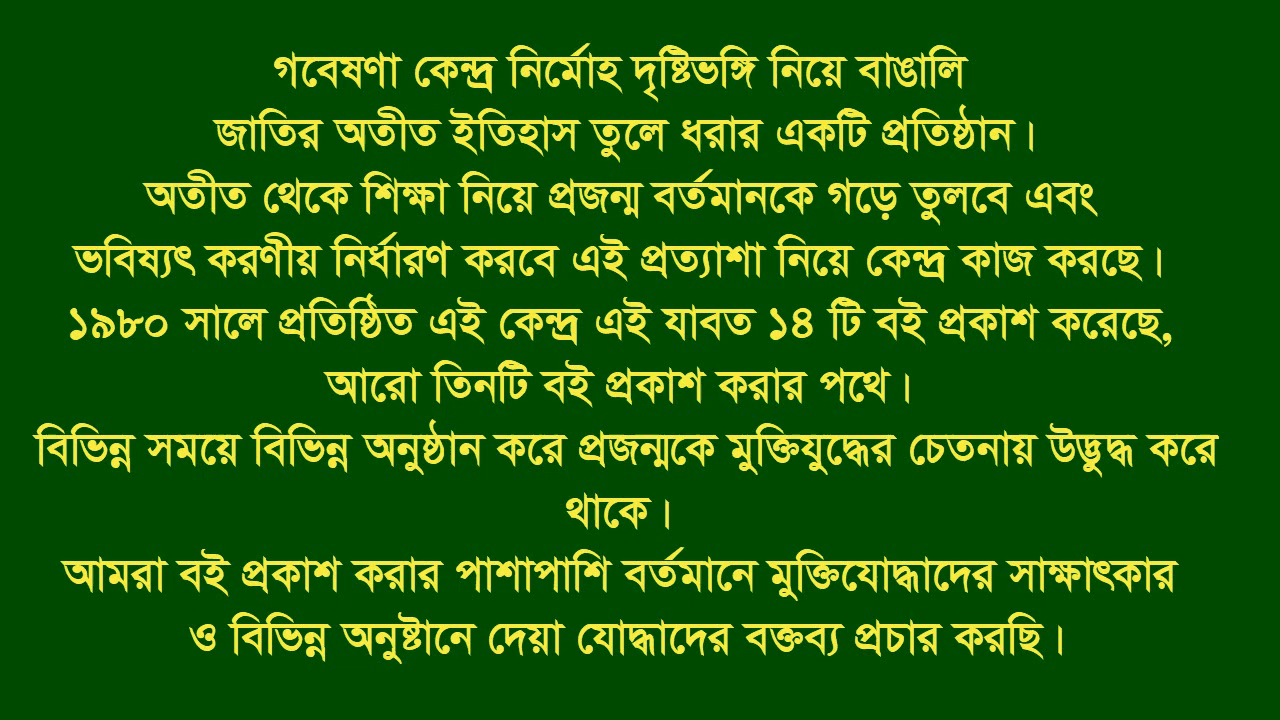 গবেষণা কেন্দ্র নির্মোহ দৃষ্টিভঙ্গি নিয়ে বাঙালি
জাতির অতীত ইতিহাস তুলে ধরার একটি প্রতিষ্ঠান।
অতীত থেকে শিক্ষা নিয়ে প্রজন্ম বর্তমানকে গড়ে তুলবে এবং
ভবিষ্যৎ করণীয় নির্ধারণ করবে এই প্রত্যাশা নিয়ে কেন্দ্র কাজ করছে।
১৯৮০ সালে প্রতিষ্ঠিত এই কেন্দ্র এই যাবত ১৪ টি বই প্রকাশ করেছে,
আরো তিনটি বই প্রকাশ করার পথে।
বিভিন্ন সময়ে বিভিন্ন অনুষ্ঠান করে প্রজন্মকে মুক্তিযুদ্ধের চেতনায় উদ্ভুদ্ধ করে
থাকে।
আমরা বই প্রকাশ করার পাশাপাশি বর্তমানে মুক্তিযোদ্ধাদের সাক্ষাৎকার
ও বিভিন্ন অনুষ্টানে দেয়া যোদ্ধাদের বক্তব্য প্রচার করছি।